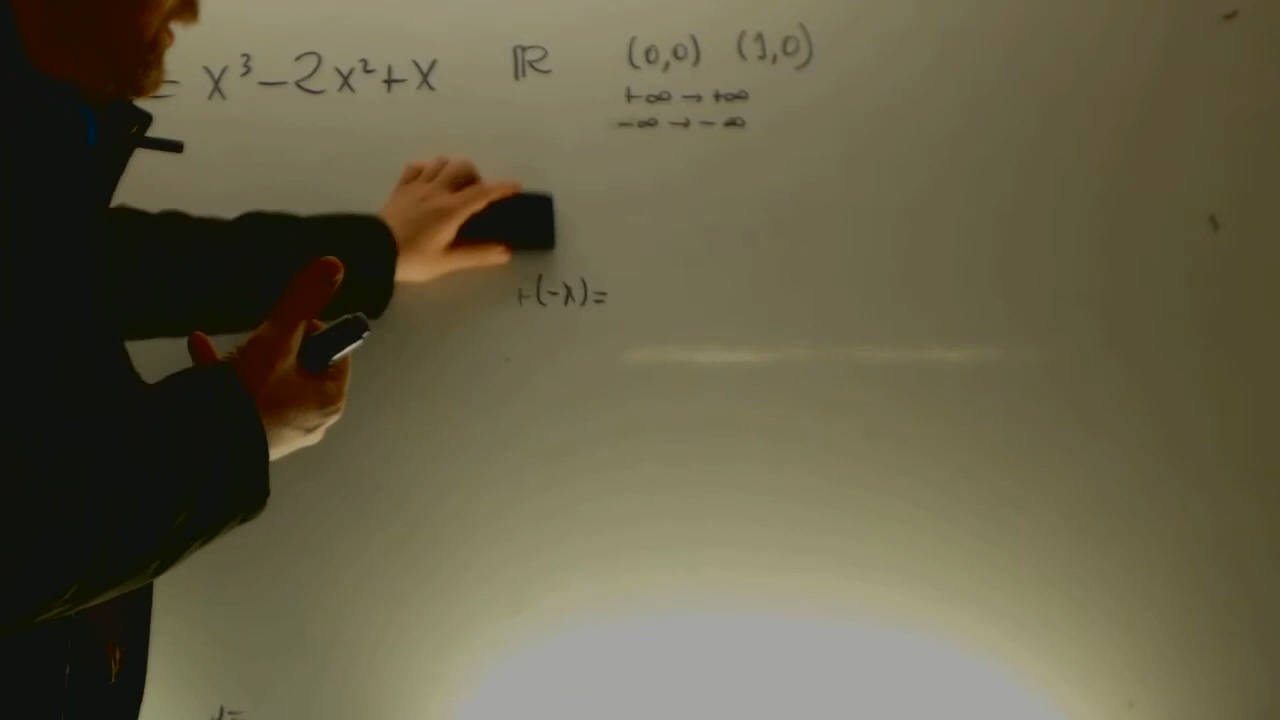 = x³-2x²+x ℝ (0,0) (1,0)
+∞→+∞
-∞→-∞
+(-x)=